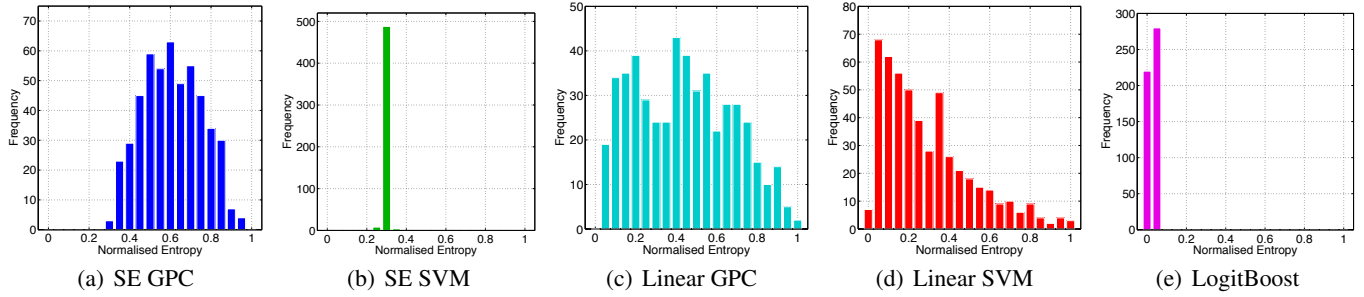 70
60
50
40
30
20
10
0
Frequency
0 0.2 0.4 0.6 0.8 1
Normalised Entropy
(a) SE GPC
500
400
300
200
100
0
Frequency
0 0.2 0.4 0.6 0.8 1
Normalised Entropy
(b) SE SVM
50
40
30
20
10
0
Frequency
0 0.2 0.4 0.6 0.8 1
Normalised Entropy
(c) Linear GPC
80
70
60
50
40
30
20
10
0
Frequency
0 0.2 0.4 0.6 0.8 1
Normalised Entropy
(d) Linear SVM
300
250
200
150
100
50
0
Frequency
0 0.2 0.4 0.6 0.8 1
Normalised Entropy
(e) LogitBoost